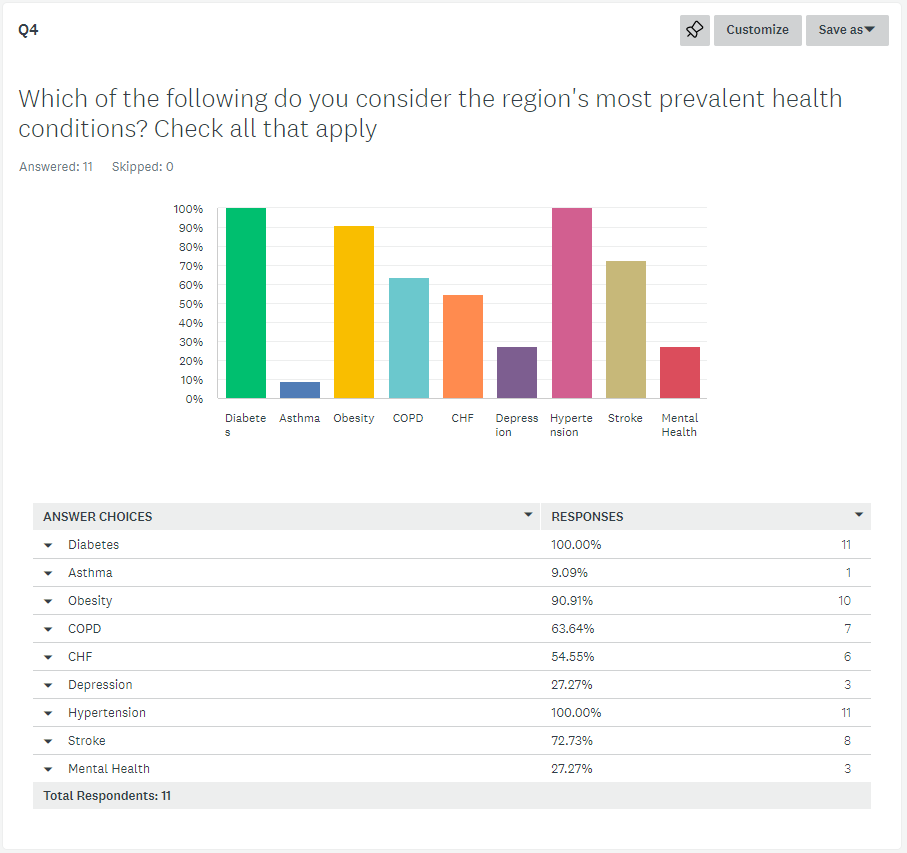 Q4
Customize
Save as
Which of the following do you consider the region's most prevalent health
conditions? Check all that apply
Answered: 11 Skipped: 0
100%
90%
80%
70%
60%
50%
40%
30%
20%
10%
0%
Diabete Asthma Obesity COPD CHF Depress Hyperte Stroke Mental
s ion nsion Health
ANSWER CHOICES RESPONSES
Diabetes 100.00% 11
Asthma 9.09% 1
Obesity 90.91% 10
COPD 63.64% 7
CHF 54.55% 6
Depression 27.27% 3
Hypertension 100.00% 11
Stroke 72.73% 8
Mental Health 27.27% 3
Total Respondents: 11